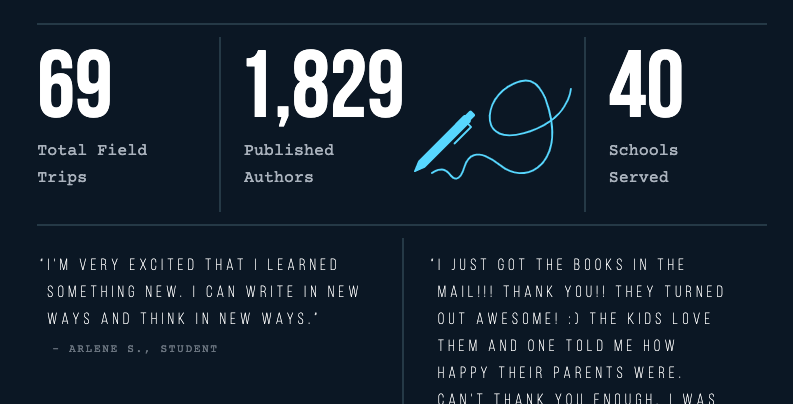 69
Total Field
Trips
1,829
Published
Authors
40
Schools
Served
"I'M VERY EXCITED THAT I LEARNED
SOMETHING NEW. I CAN WRITE IN NEW
WAYS AND THINK IN NEW WAYS."
– ARLENE S., STUDENT
"I JUST GOT THE BOOKS IN THE
MAIL!!! THANK YOU!! THEY TURNED
OUT AWESOME! :) THE KIDS LOVE
THEM AND ONE TOLD ME HOW
HAPPY THEIR PARENTS WERE.
CAN'T THANK YOU ENOUGH. I WAS